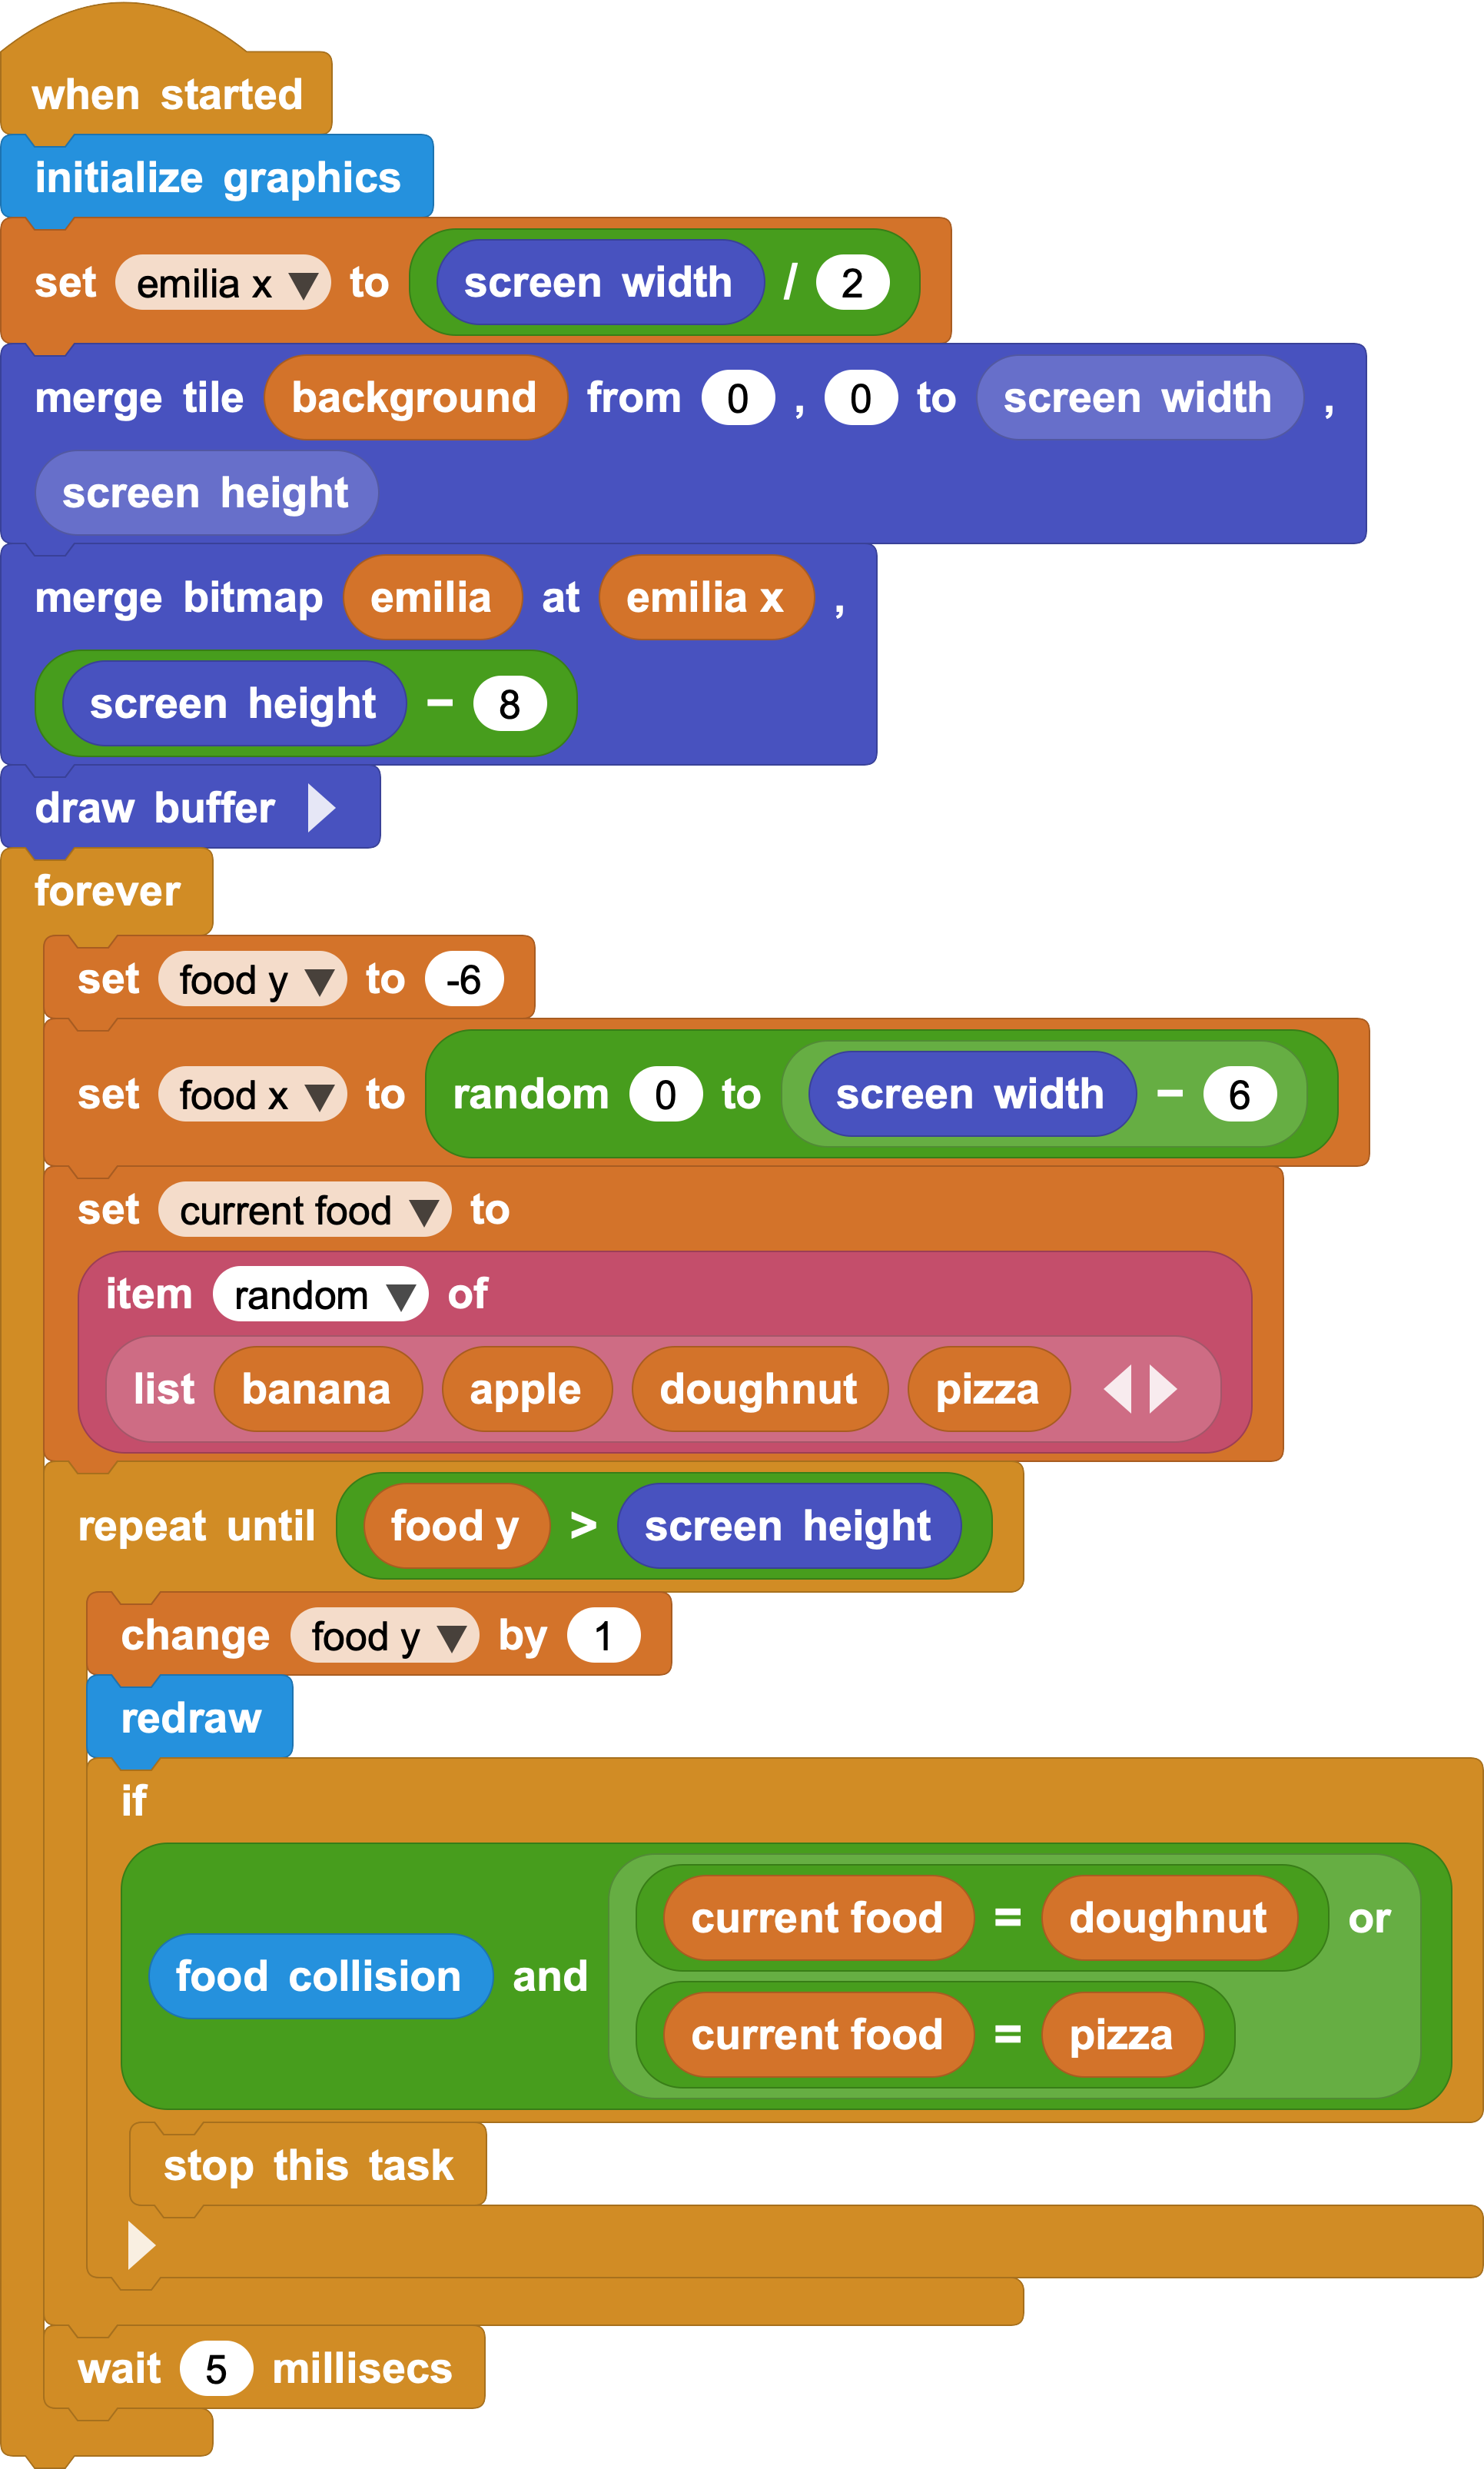 when started
initialize graphics
set emilia x to screen width / 2
merge tile background from 0 , 0 to screen width ,
screen height
merge bitmap emilia at emilia x ,
screen height − 8
draw buffer
forever
set food y to -6
set food x to random 0 to screen width − 6
set current food to
item random of
list banana apple doughnut pizza
repeat until food y > screen height
change food y by 1
redraw
if
current food = doughnut or
food collision and
current food = pizza
stop this task
wait 5 millisecs